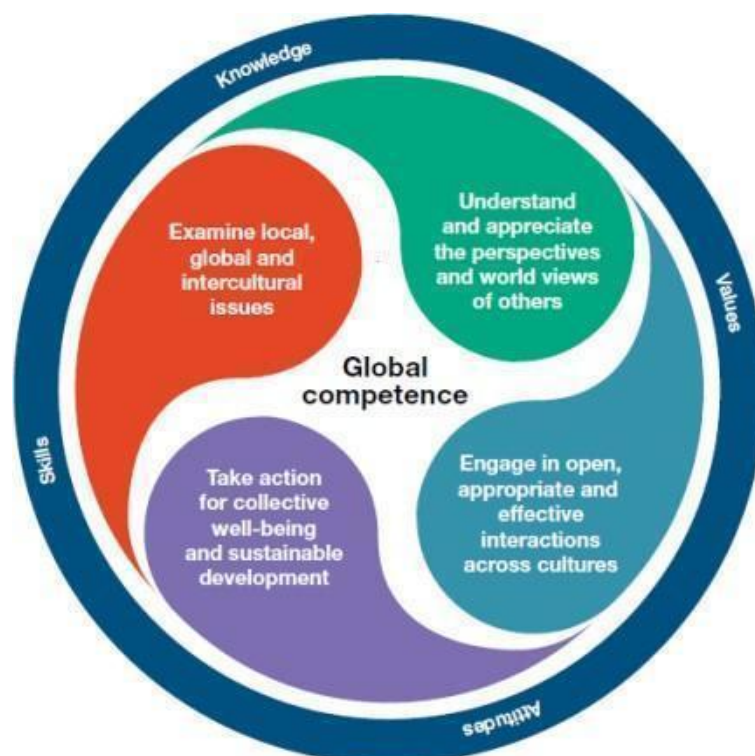 Knowledge
Understand
and appreciate
the perspectives
and world views
of others
Examine local,
global and
intercultural
issues
Values
Global
competence
Skills
Take action
for collective
well-being
and sustainable
development
Engage in open,
appropriate and
effective
interactions
across cultures
Attitudes